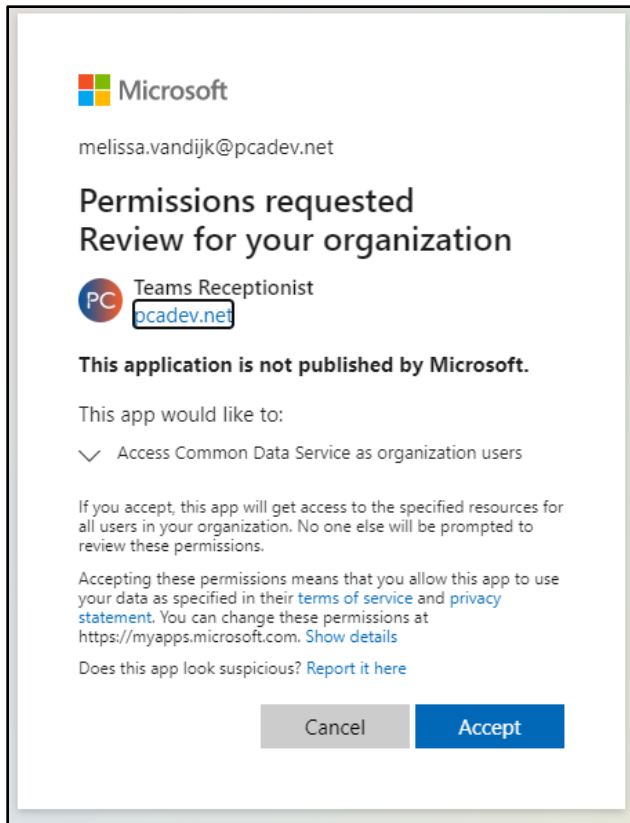 Microsoft
melissa.vandijk@pcadev.net
Permissions requested
Review for your organization
PC
Teams Receptionist
pcadev.net
This application is not published by Microsoft.
This app would like to:
Access Common Data Service as organization users
If you accept, this app will get access to the specified resources for
all users in your organization. No one else will be prompted to
review these permissions.
Accepting these permissions means that you allow this app to use
your data as specified in their terms of service and privacy
statement. You can change these permissions at
https://myapps.microsoft.com. Show details
Does this app look suspicious? Report it here
Cancel
Accept